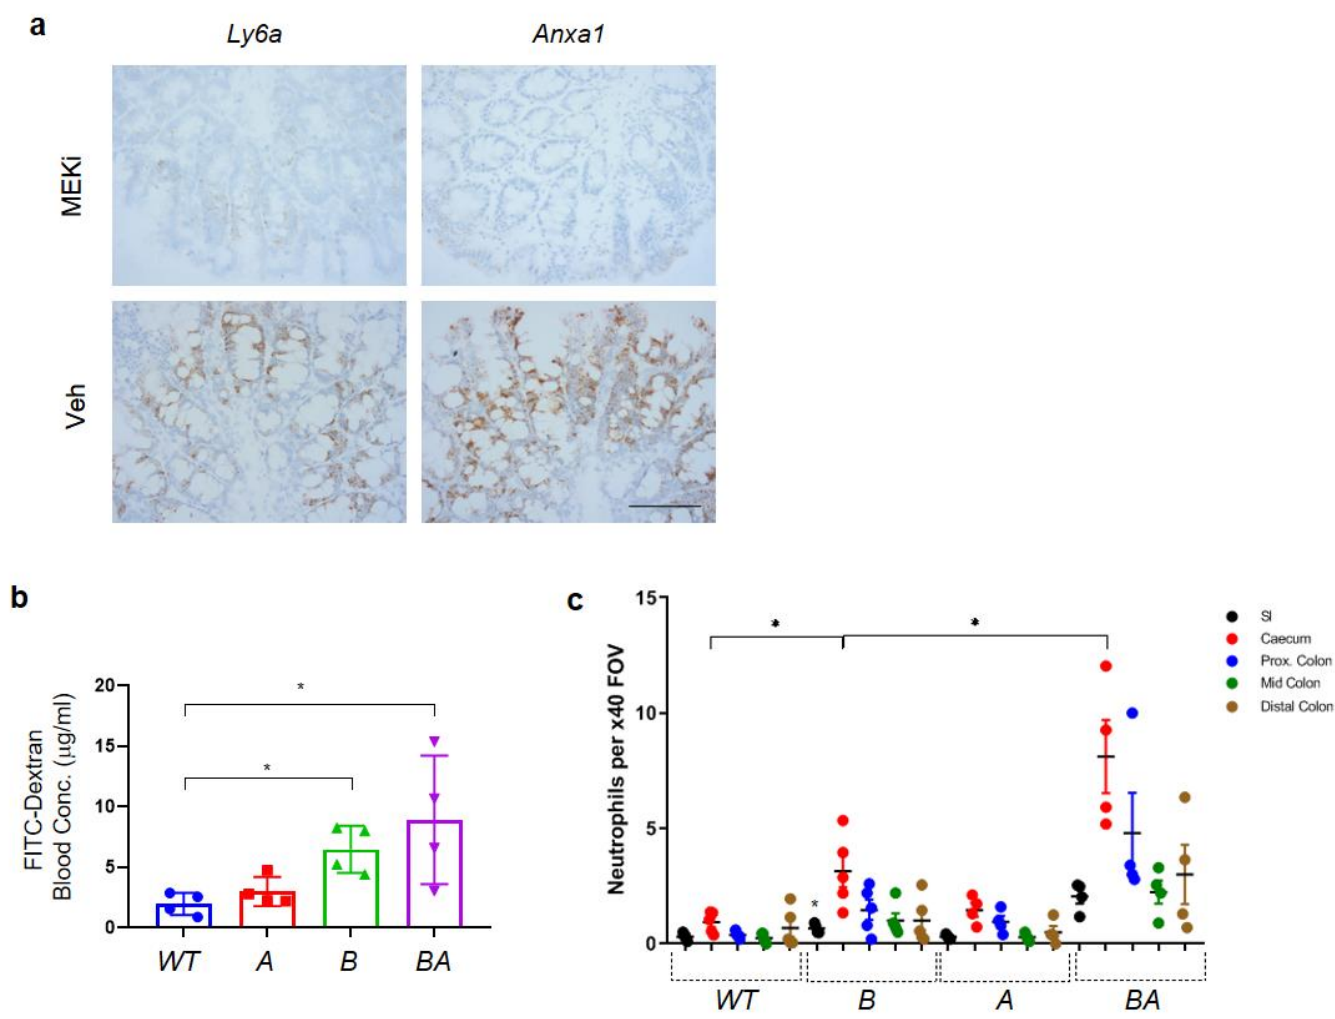 a
Ly6a
Anxa1
MEKi
Veh
b
FITC-Dextran
Blood Conc. (µg/ml)
20
15
10
5
0
*
*
WT
A
B
BA
c
Neutrophils per x40 FOV
15
10
5
0
*
*
*
WT
B
A
BA
SI
Caecum
Prox. Colon
Mid Colon
Distal Colon